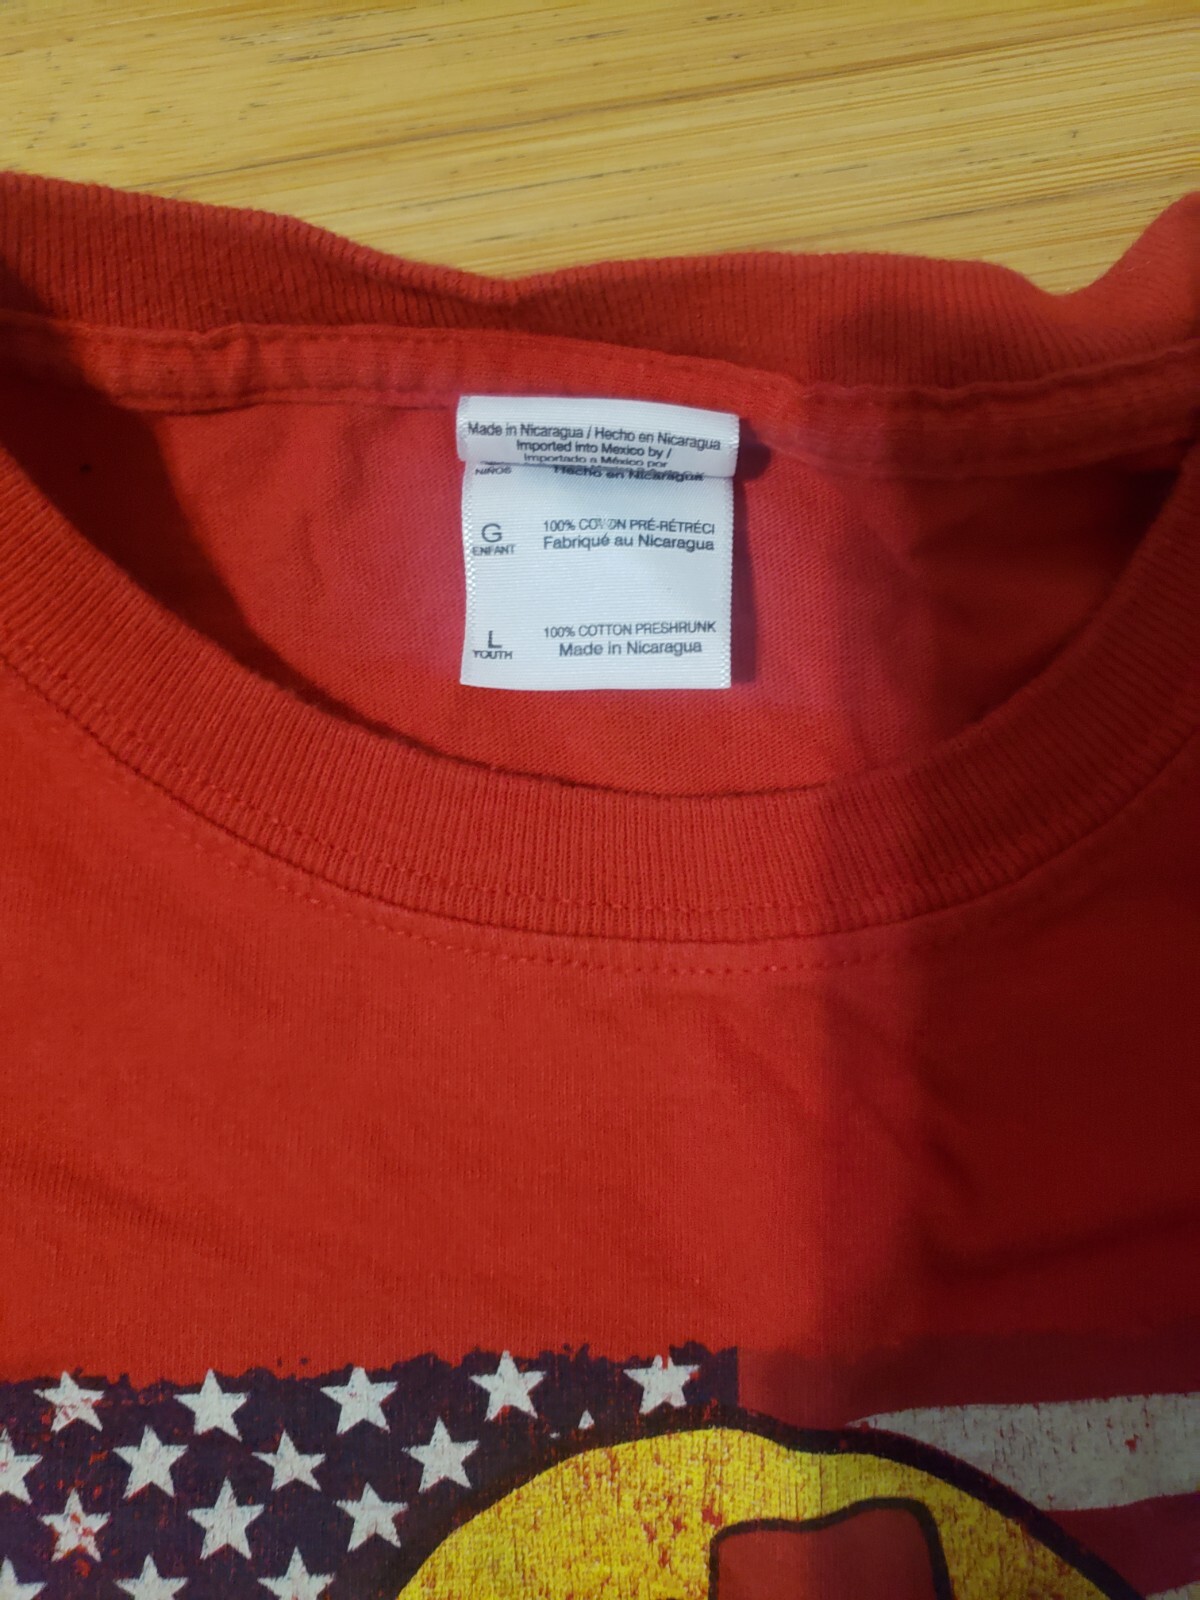 Made in Nicaragua / Hecho en Nicaragua
Imported into Mexico by /
Importado a México por
NIÑOS
Hecho en Nicaragua
G
ENFANT
100% COTON PRÉ-RÉTRÉCI
Fabriqué au Nicaragua
L
YOUTH
100% COTTON PRESHRUNK
Made in Nicaragua